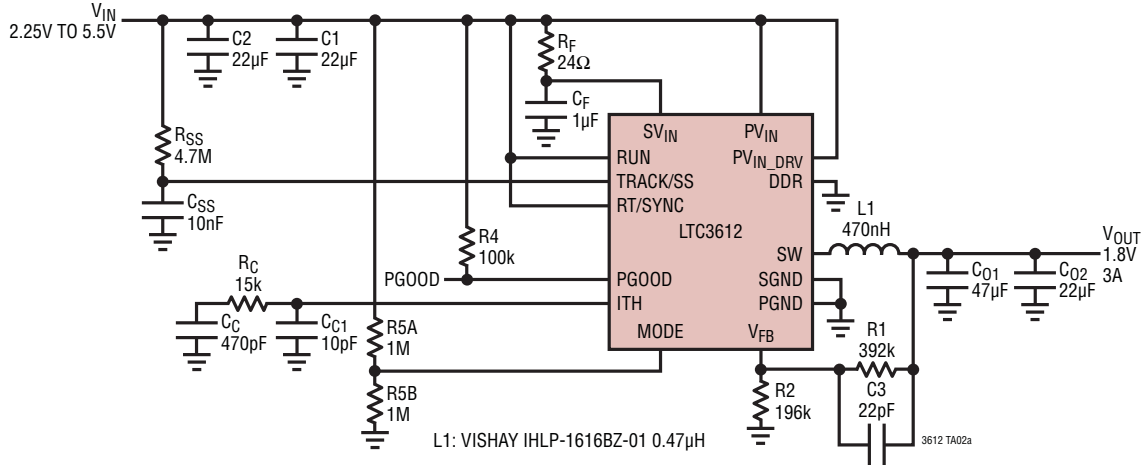 VIN
2.25V TO 5.5V
C2
22µF
C1
22µF
RF
24Ω
CF
1µF
RSS
4.7M
CSS
10nF
SVIN
PVIN
RUN
PVIN_DRV
TRACK/SS
DDR
RT/SYNC
LTC3612
L1
470nH
SW
VOUT
1.8V
3A
R4
100k
PGOOD
PGOOD
SGND
CO1
47µF
CO2
22µF
RC
15k
ITH
PGND
CC
470pF
CC1
10pF
R5A
1M
MODE
VFB
R1
392k
R5B
1M
R2
196k
C3
22pF
L1: VISHAY IHLP-1616BZ-01 0.47µH
3612 TA02a